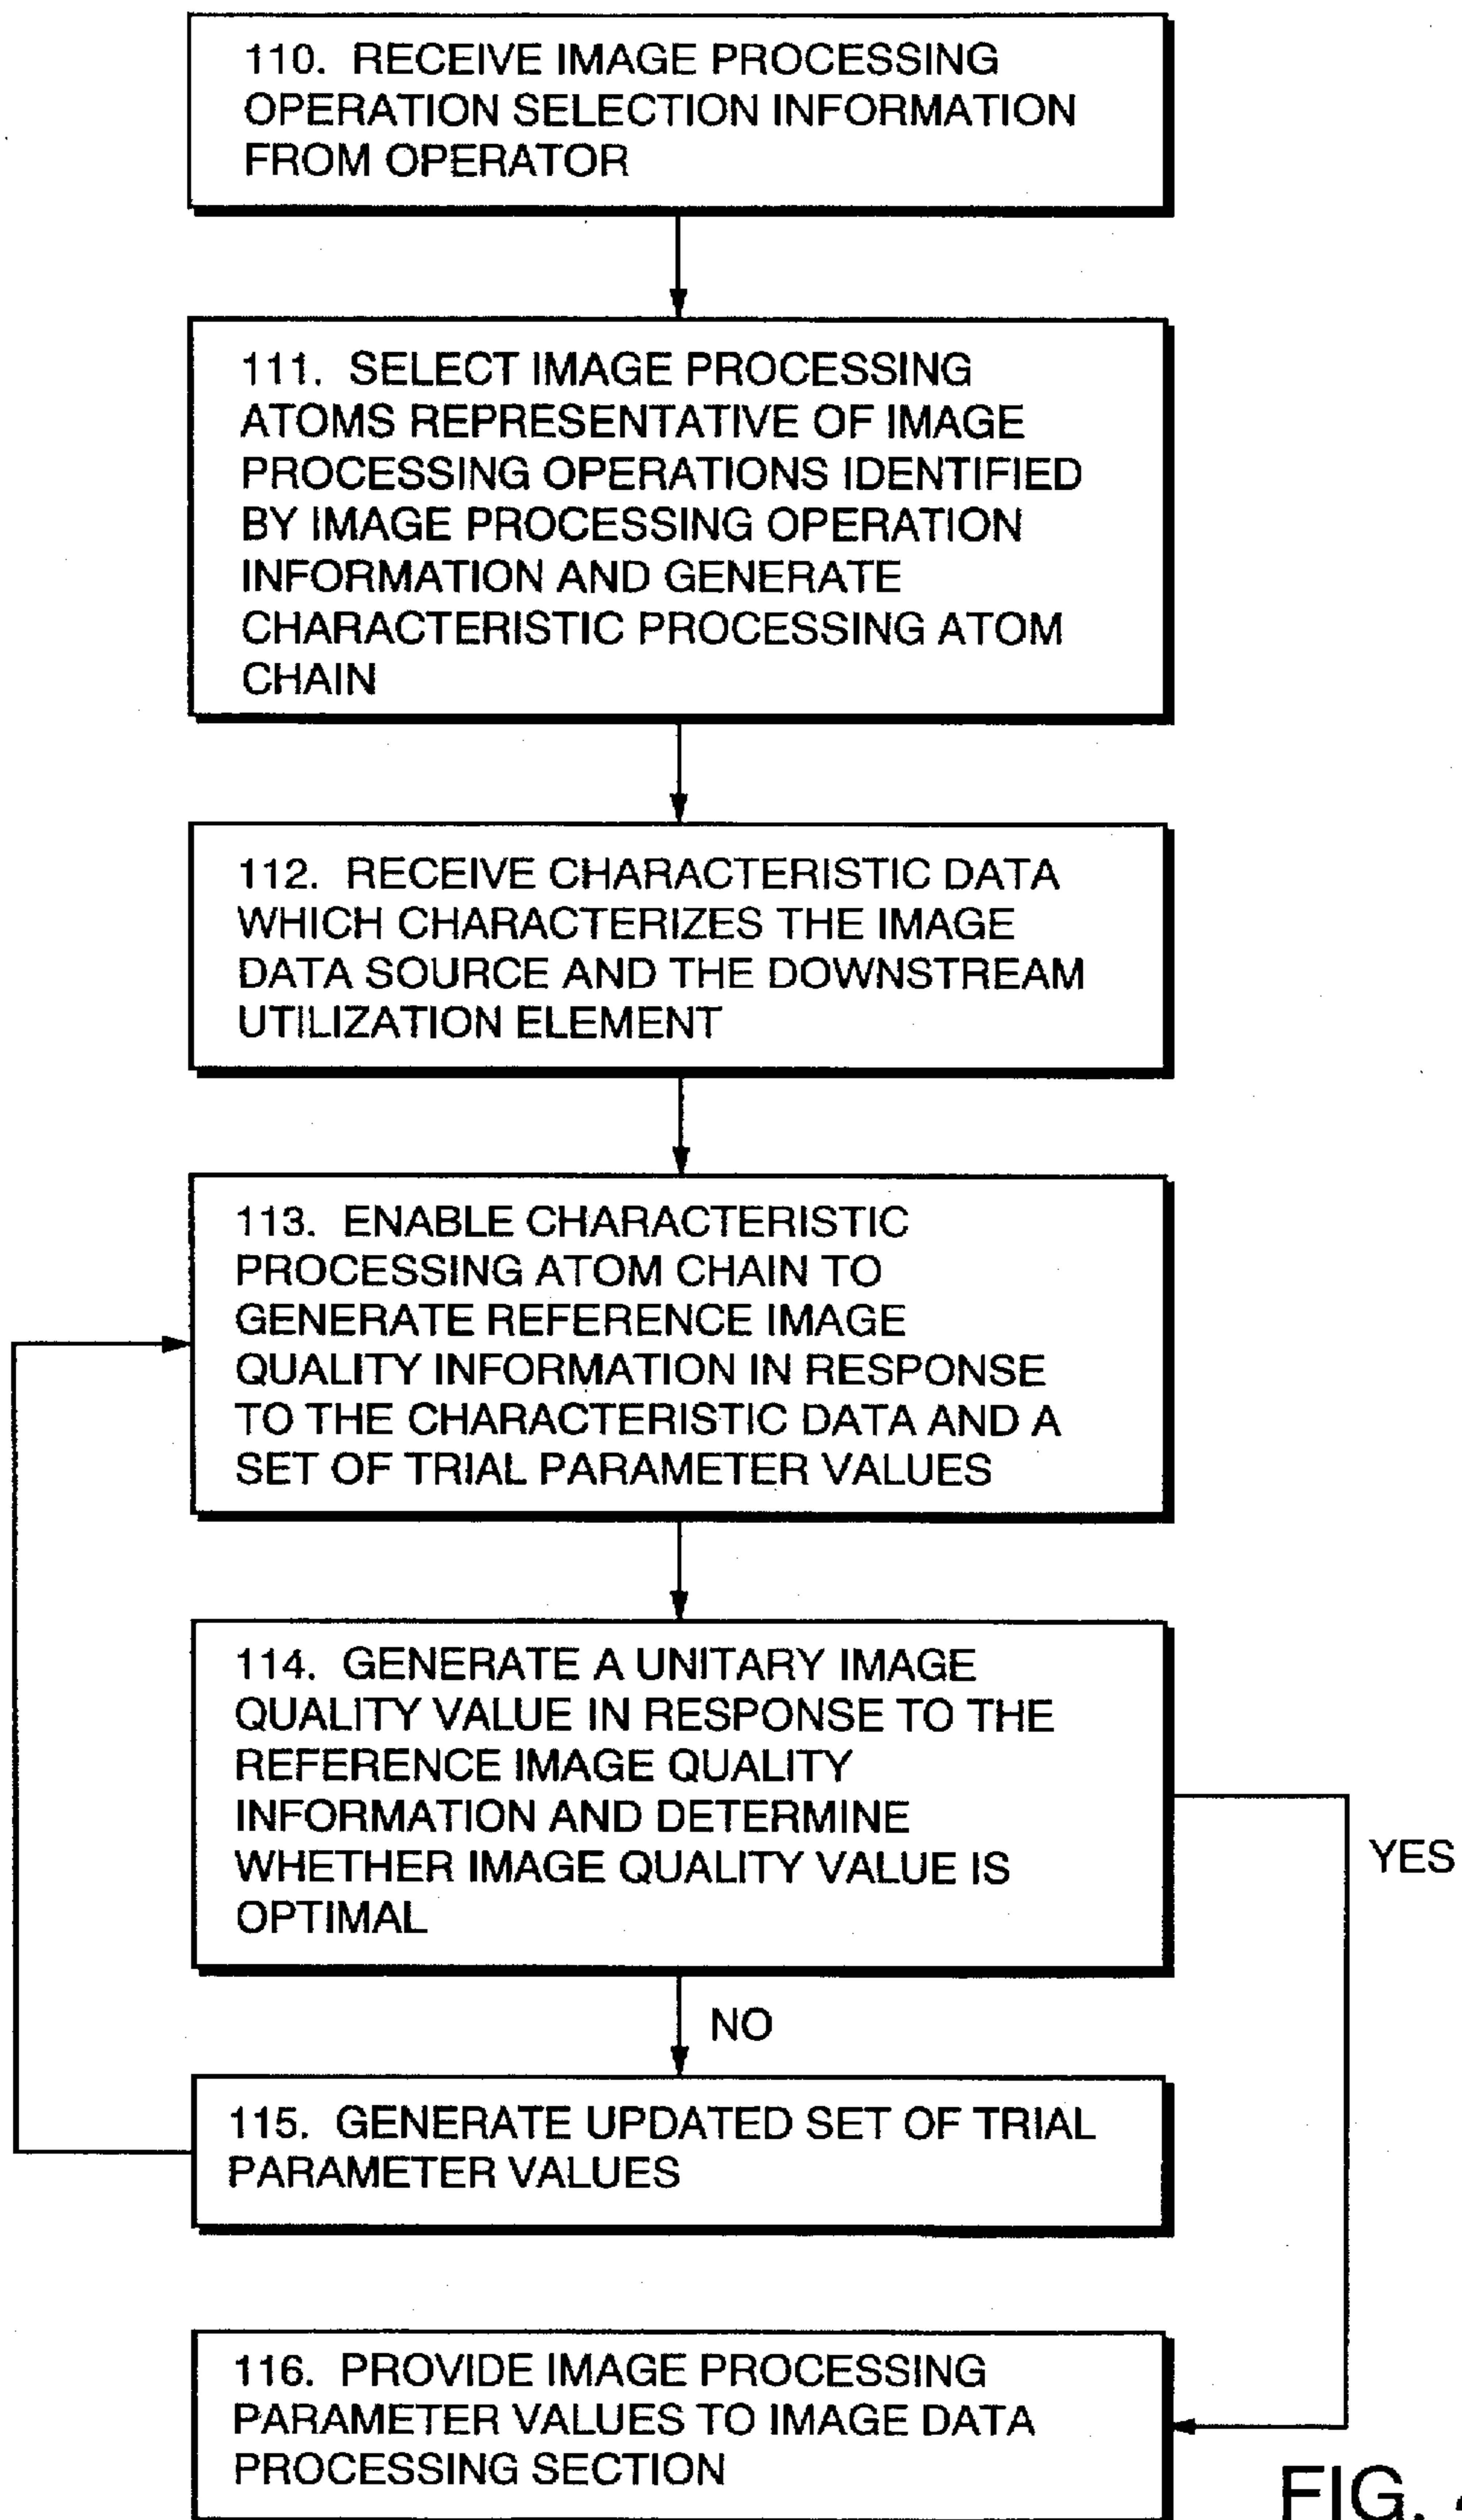 110. RECEIVE IMAGE PROCESSING
OPERATION SELECTION INFORMATION
FROM OPERATOR
111. SELECT IMAGE PROCESSING
ATOMS REPRESENTATIVE OF IMAGE
PROCESSING OPERATIONS IDENTIFIED
BY IMAGE PROCESSING OPERATION
INFORMATION AND GENERATE
CHARACTERISTIC PROCESSING ATOM
CHAIN
112. RECEIVE CHARACTERISTIC DATA
WHICH CHARACTERIZES THE IMAGE
DATA SOURCE AND THE DOWNSTREAM
UTILIZATION ELEMENT
113. ENABLE CHARACTERISTIC
PROCESSING ATOM CHAIN TO
GENERATE REFERENCE IMAGE
QUALITY INFORMATION IN RESPONSE
TO THE CHARACTERISTIC DATA AND A
SET OF TRIAL PARAMETER VALUES
114. GENERATE A UNITARY IMAGE
QUALITY VALUE IN RESPONSE TO THE
REFERENCE IMAGE QUALITY
INFORMATION AND DETERMINE
WHETHER IMAGE QUALITY VALUE IS
OPTIMAL
YES
NO
115. GENERATE UPDATED SET OF TRIAL
PARAMETER VALUES
116. PROVIDE IMAGE PROCESSING
PARAMETER VALUES TO IMAGE DATA
PROCESSING SECTION
FIG.